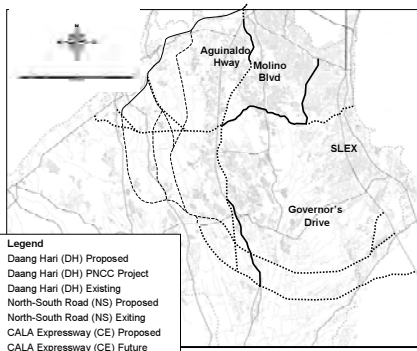 N
Aguinaldo
Hway
Molino
Blvd
SLEX
Governor's
Drive
Legend
Daang Hari (DH) Proposed
Daang Hari (DH) PNCC Project
Daang Hari (DH) Existing
North-South Road (NS) Proposed
North-South Road (NS) Exiting
CALA Expressway (CE) Proposed
CALA Expressway (CE) Future